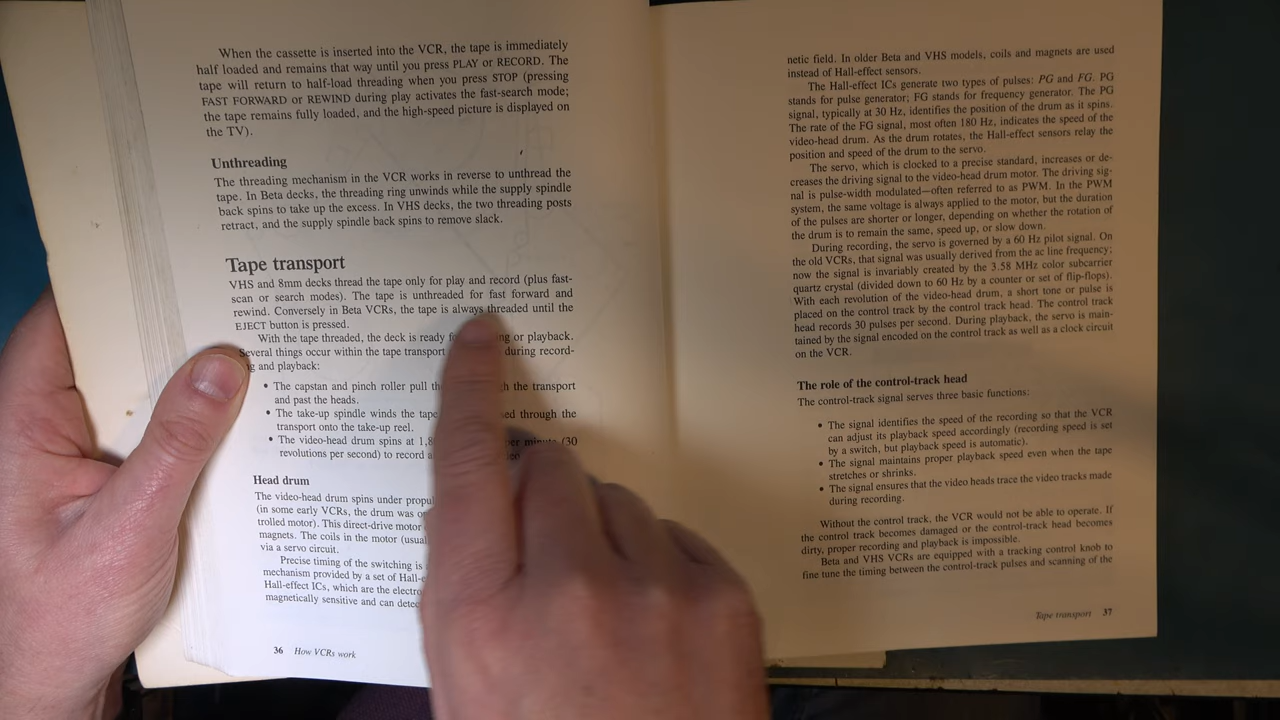 When the cassette is inserted into the VCR, the tape is immediately
half loaded and remains that way until you press PLAY or RECORD. The
tape will return to half-load threading when you press STOP (pressing
FAST FORWARD or REWIND during play activates the fast-search mode;
the tape remains fully loaded, and the high-speed picture is displayed on
the TV).
Unthreading
The threading mechanism in the VCR works in reverse to unthread the
tape. In Beta decks, the threading ring unwinds while the supply spindle
back spins to take up the excess. In VHS decks, the two threading posts
retract, and the supply spindle back spins to remove slack.
Tape transport
VHS and 8mm decks thread the tape only for play and record (plus fast-
scan or search modes). The tape is unthreaded for fast forward and
rewind. Conversely in Beta VCRs, the tape is always threaded until the
EJECT button is pressed.
With the tape threaded, the deck is ready or playback.
Several things occur within the tape transport during record-
and playback:
• The capstan and pinch roller pull the transport
and past the heads.
• The take-up spindle winds the tape through the
transport onto the take-up reel.
• The video-head drum spins at 1,8 per minute (30
revolutions per second) to record
Head drum
The video-head drum spins under
(in some early VCRs, the drum was
trolled motor). This direct-drive motor
magnets. The coils in the motor
via a servo circuit.
Precise timing of the switching is
mechanism provided by a set of
Hall-effect ICs, which are the
magnetically sensitive and can
36 How VCRs work
netic field. In older Beta and VHS models, coils and magnets are used
instead of Hall-effect sensors.
The Hall-effect ICs generate two types of pulses: PG and FG. PG
stands for pulse generator; FG stands for frequency generator. The PG
signal, typically at 30 Hz, identifies the position of the drum as it spins.
The rate of the FG signal, most often 180 Hz, indicates the speed of the
video-head drum. As the drum rotates, the Hall-effect sensors relay the
position and speed of the drum to the servo.
The servo, which is clocked to a precise standard, increases or de-
creases the driving signal to the video-head drum motor. The driving sig-
nal is pulse-width modulated—often referred to as PWM. In the PWM
system, the same voltage is always applied to the motor, but the duration
of the pulses are shorter or longer, depending on whether the rotation of
the drum is to remain the same, speed up, or slow down.
During recording, the servo is governed by a 60 Hz pilot signal. On
the old VCRs, that signal was usually derived from the ac line frequency;
now the signal is invariably created by the 3.58 MHz color subcarrier
quartz crystal (divided down to 60 Hz by a counter or set of flip-flops).
With each revolution of the video-head drum, a short tone or pulse is
placed on the control track by the control track head. The control track
head records 30 pulses per second. During playback, the servo is main-
tained by the signal encoded on the control track as well as a clock circuit
on the VCR.
The role of the control-track head
The control-track signal serves three basic functions:
• The signal identifies the speed of the recording so that the VCR
can adjust its playback speed accordingly (recording speed is set
by a switch, but playback speed is automatic).
• The signal maintains proper playback speed even when the tape
stretches or shrinks.
• The signal ensures that the video heads trace the video tracks made
during recording.
Without the control track, the VCR would not be able to operate. If
the control track becomes damaged or the control-track head becomes
dirty, proper recording and playback is impossible.
Beta and VHS VCRs are equipped with a tracking control knob to
fine tune the timing between the control-track pulses and scanning of the
Tape transport 37